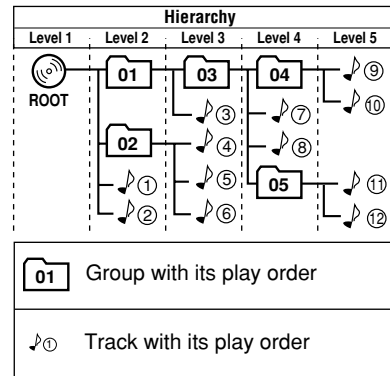 Hierarchy
Level 1 Level 2 Level 3 Level 4 Level 5
01 03 04 ⑨
ROOT ⑩
③ ⑦
02 ④ ⑧
① ⑤ 05 ⑪
② ⑥ ⑫
01 Group with its play order
① Track with its play order